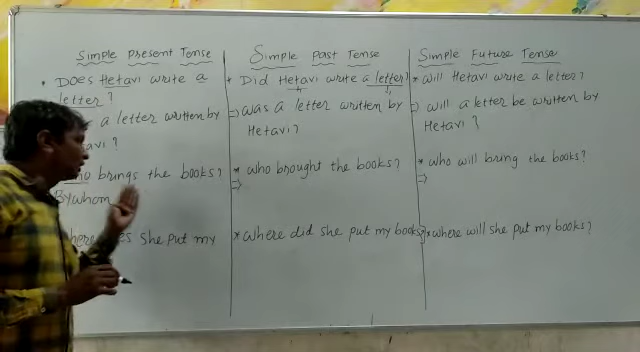 Simple Present Tense
* Does Hetavi write a
letter ?
a letter written by
avi ?
brings the books?
By whom
es she put my
Simple Past Tense
* Did Hetavi write a letter?
⇒ was a letter written by
Hetavi?
* who brought the books?
⇒
* where did she put my books?
Simple Future Tense
* will Hetavi write a letter?
⇒ will a letter be written by
Hetavi ?
* who will bring the books?
⇒
* where will she put my books?